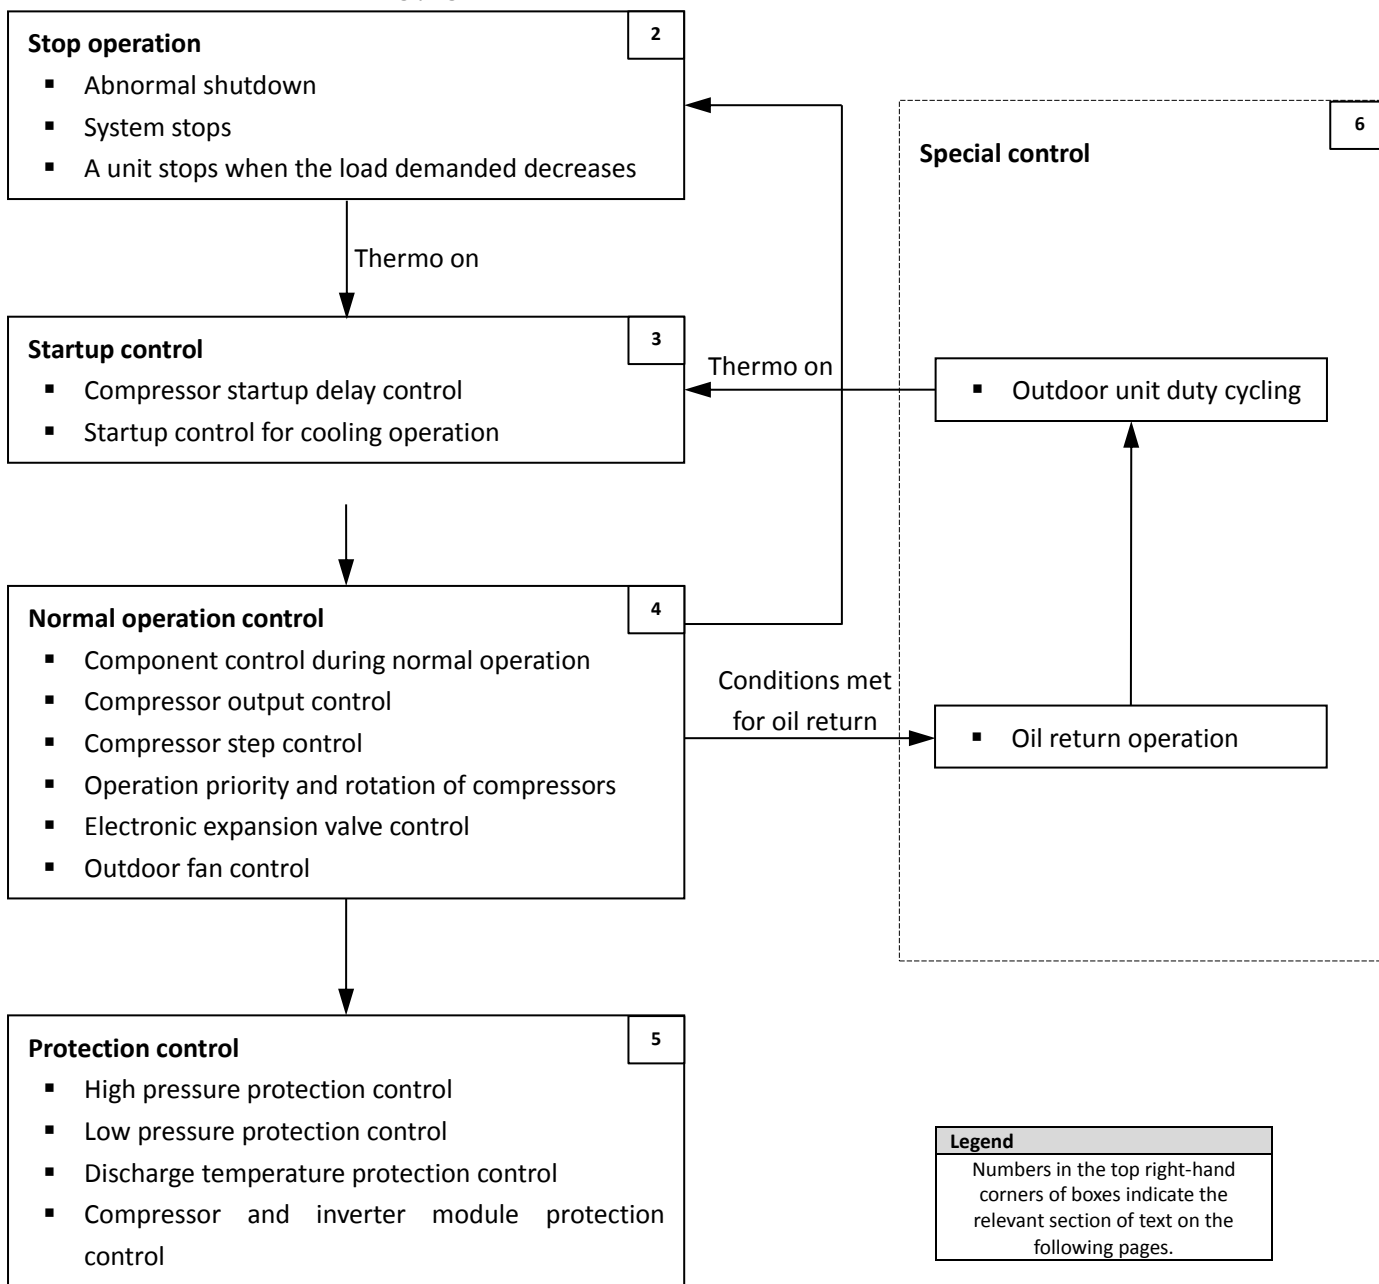 Stop operation
2
▪ Abnormal shutdown
▪ System stops
▪ A unit stops when the load demanded decreases
Thermo on
Startup control
3
▪ Compressor startup delay control
▪ Startup control for cooling operation
Thermo on
Normal operation control
4
▪ Component control during normal operation
▪ Compressor output control
▪ Compressor step control
▪ Operation priority and rotation of compressors
▪ Electronic expansion valve control
▪ Outdoor fan control
Conditions met
for oil return
Special control
6
▪ Outdoor unit duty cycling
▪ Oil return operation
Protection control
5
▪ High pressure protection control
▪ Low pressure protection control
▪ Discharge temperature protection control
▪ Compressor and inverter module protection
control
Legend
Numbers in the top right-hand
corners of boxes indicate the
relevant section of text on the
following pages.